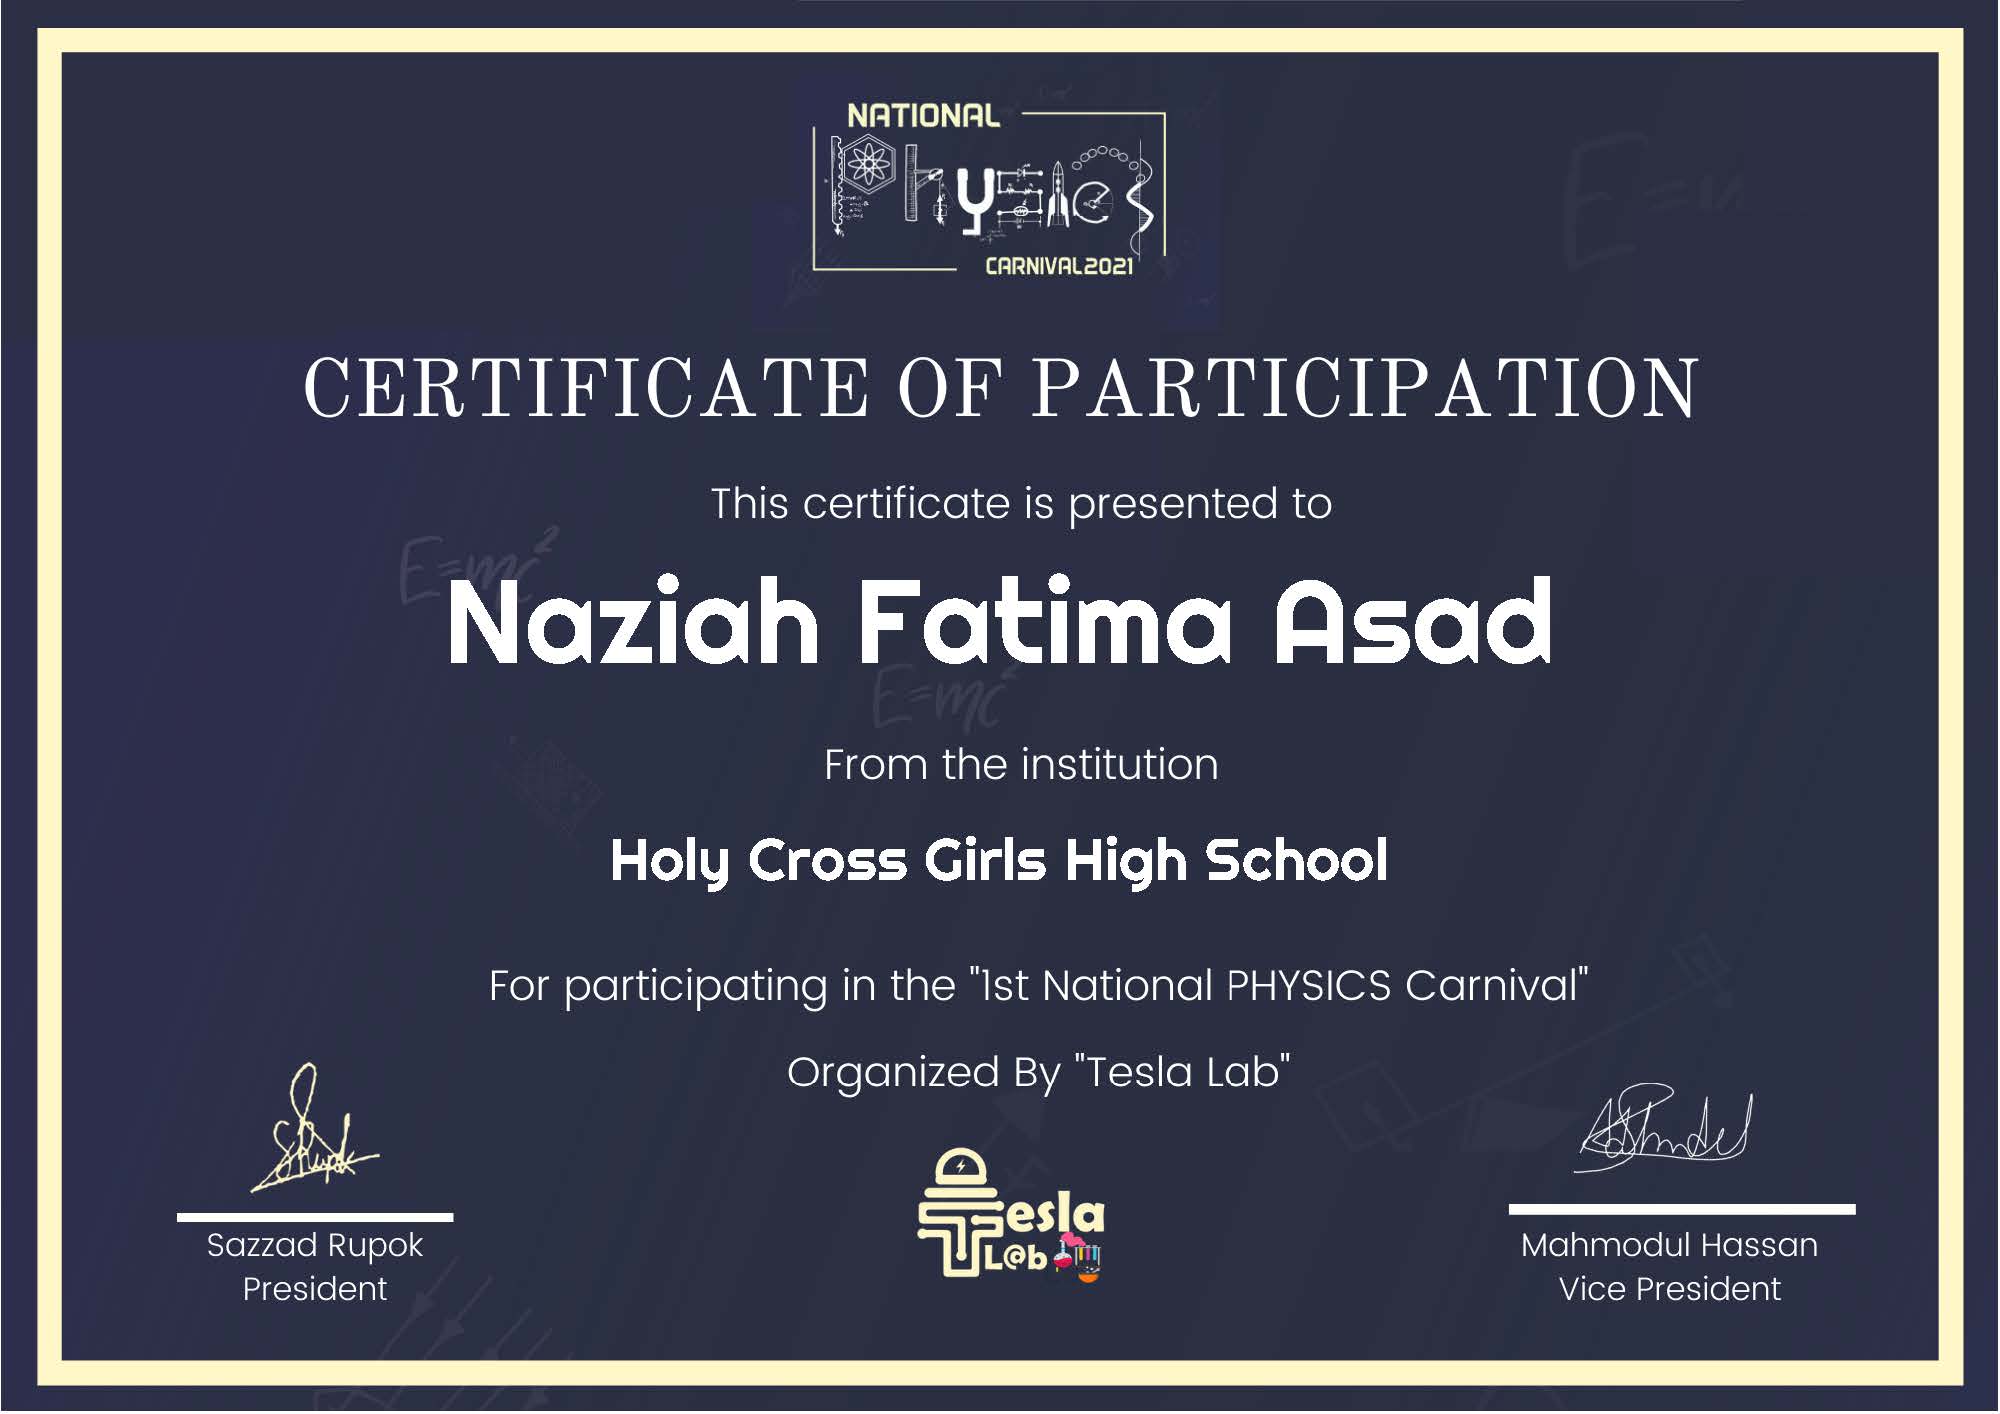 NATIONAL
Physics
CARNIVAL2021
CERTIFICATE OF PARTICIPATION
This certificate is presented to
E=mc²
Naziah Fatima Asad
E=mc²
From the institution
Holy Cross Girls High School
For participating in the "1st National PHYSICS Carnival"
Organized By "Tesla Lab"
Tesla
L@b
Sazzad Rupok
President
Mahmodul Hassan
Vice President